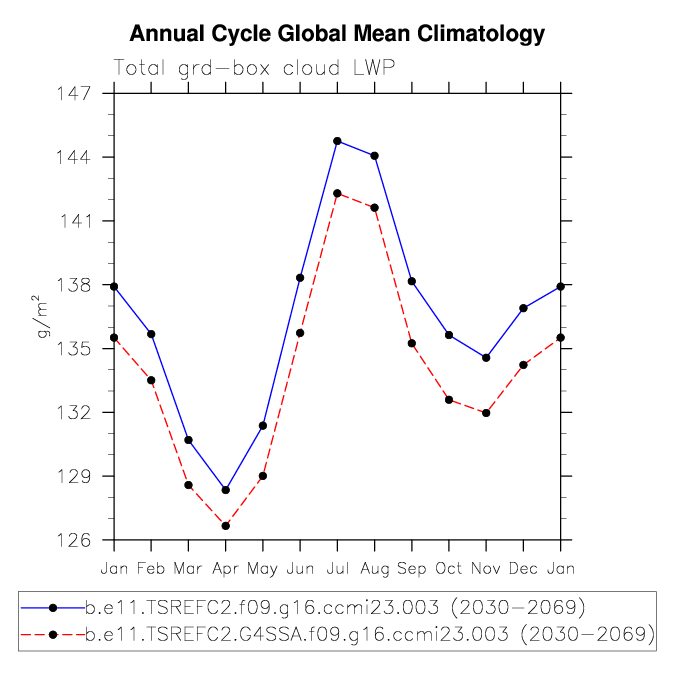 Annual Cycle Global Mean Climatology
Total grd-box cloud LWP
147
144
141
138
135
132
129
126
g/m²
Jan Feb Mar Apr May Jun Jul Aug Sep Oct Nov Dec Jan
b.e11.TSREFC2.f09.g16.ccmi23.003 (2030-2069)
b.e11.TSREFC2.G4SSA.f09.g16.ccmi23.003 (2030-2069)